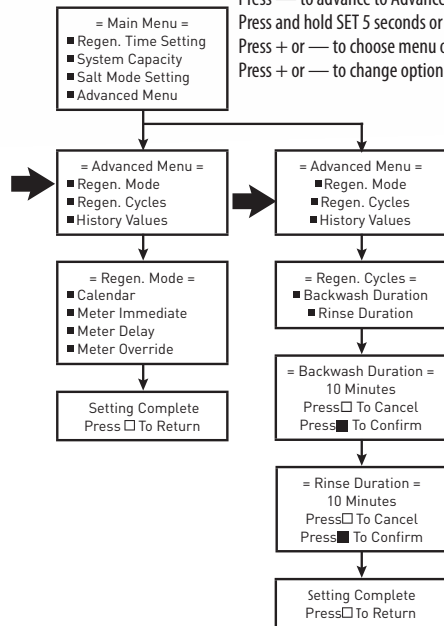 Press — to advance to Advanc
Press and hold SET 5 seconds or
Press + or — to choose menu o
Press + or — to change option
= Main Menu =
■ Regen. Time Setting
■ System Capacity
■ Salt Mode Setting
■ Advanced Menu
= Advanced Menu =
■ Regen. Mode
■ Regen. Cycles
■ History Values
= Regen. Mode =
■ Calendar
■ Meter Immediate
■ Meter Delay
■ Meter Override
Setting Complete
Press □ To Return
= Advanced Menu =
■ Regen. Mode
■ Regen. Cycles
■ History Values
= Regen. Cycles =
■ Backwash Duration
■ Rinse Duration
= Backwash Duration =
10 Minutes
Press□ To Cancel
Press■ To Confirm
= Rinse Duration =
10 Minutes
Press□ To Cancel
Press■ To Confirm
Setting Complete
Press□ To Return